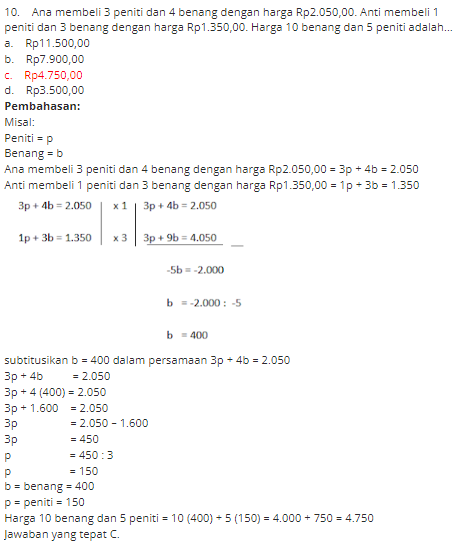 10. Ana membeli 3 peniti dan 4 benang dengan harga Rp2.050,00. Anti membeli 1
peniti dan 3 benang dengan harga Rp1.350,00. Harga 10 benang dan 5 peniti adalah...
a. Rp11.500,00
b. Rp7.900,00
c. Rp4.750,00
d. Rp3.500,00
Pembahasan:
Misal:
Peniti = p
Benang = b
Ana membeli 3 peniti dan 4 benang dengan harga Rp2.050,00 = 3p + 4b = 2.050
Anti membeli 1 peniti dan 3 benang dengan harga Rp1.350,00 = 1p + 3b = 1.350
3p + 4b = 2.050 | x 1 | 3p + 4b = 2.050
1p + 3b = 1.350 | x 3 | 3p + 9b = 4.050 —
-5b = -2.000
b = -2.000 : -5
b = 400
subtitusikan b = 400 dalam persamaan 3p + 4b = 2.050
3p + 4b = 2.050
3p + 4 (400) = 2.050
3p + 1.600 = 2.050
3p = 2.050 – 1.600
3p = 450
p = 450 : 3
p = 150
b = benang = 400
p = peniti = 150
Harga 10 benang dan 5 peniti = 10 (400) + 5 (150) = 4.000 + 750 = 4.750
Jawaban yang tepat C.